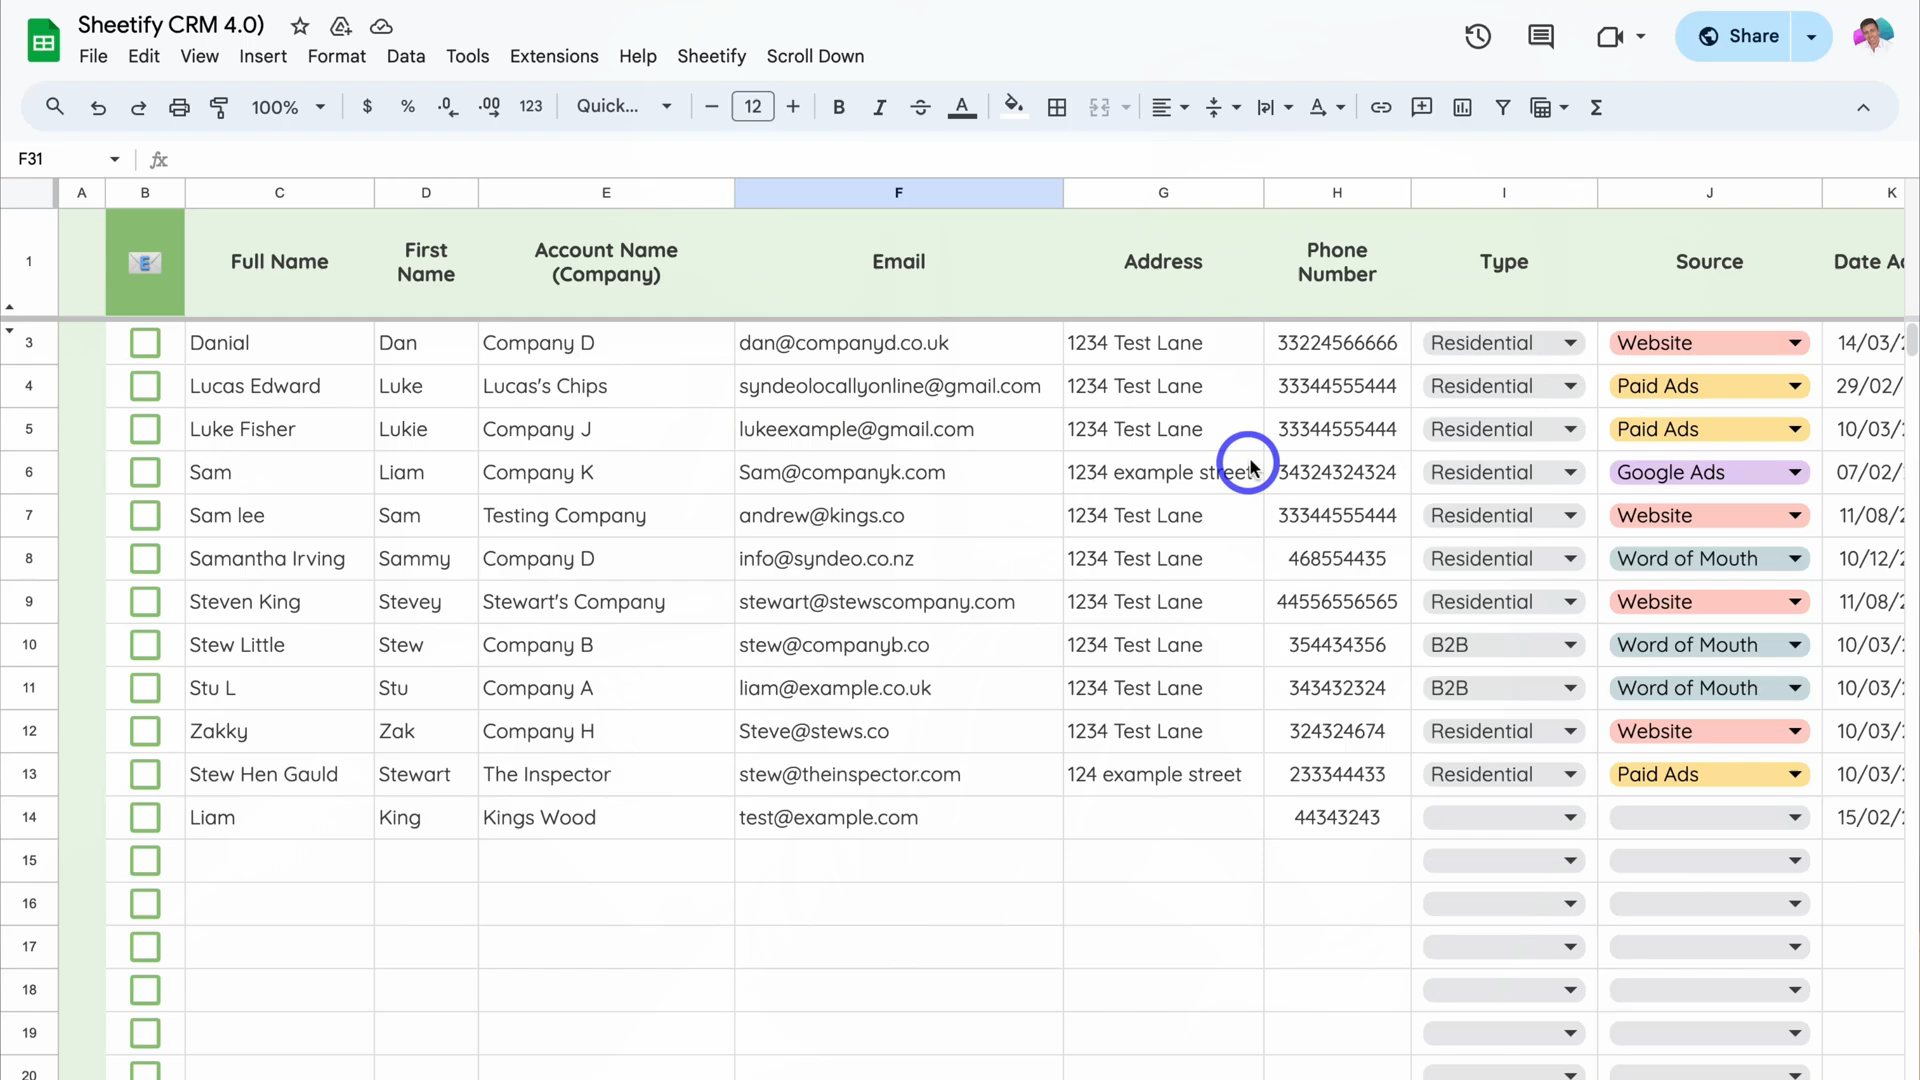 Sheetify CRM 4.0)
File Edit View Insert Format Data Tools Extensions Help Sheetify Scroll Down
Share
100% $ % .0 .00 123 Quick... 12 B I S A
F31 fx
A B C D E F G H I J K
1 E Full Name First Name Account Name (Company) Email Address Phone Number Type Source Date Ac
3 Danial Dan Company D dan@companyd.co.uk 1234 Test Lane 33224566666 Residential Website 14/03/2
4 Lucas Edward Luke Lucas's Chips syndeolocallyonline@gmail.com 1234 Test Lane 33344555444 Residential Paid Ads 29/02/
5 Luke Fisher Lukie Company J lukeexample@gmail.com 1234 Test Lane 33344555444 Residential Paid Ads 10/03/2
6 Sam Liam Company K Sam@companyk.com 1234 example street 34324324324 Residential Google Ads 07/02/
7 Sam lee Sam Testing Company andrew@kings.co 1234 Test Lane 33344555444 Residential Website 11/08/2
8 Samantha Irving Sammy Company D info@syndeo.co.nz 1234 Test Lane 468554435 Residential Word of Mouth 10/12/2
9 Steven King Stevey Stewart's Company stewart@stewscompany.com 1234 Test Lane 44556556565 Residential Website 11/08/2
10 Stew Little Stew Company B stew@companyb.co 1234 Test Lane 354434356 B2B Word of Mouth 10/03/2
11 Stu L Stu Company A liam@example.co.uk 1234 Test Lane 343432324 B2B Word of Mouth 10/03/2
12 Zakky Zak Company H Steve@stews.co 1234 Test Lane 324324674 Residential Website 10/03/2
13 Stew Hen Gauld Stewart The Inspector stew@theinspector.com 124 example street 233344433 Residential Paid Ads 10/03/2
14 Liam King Kings Wood test@example.com 44343243 15/02/2
15
16
17
18
19
20